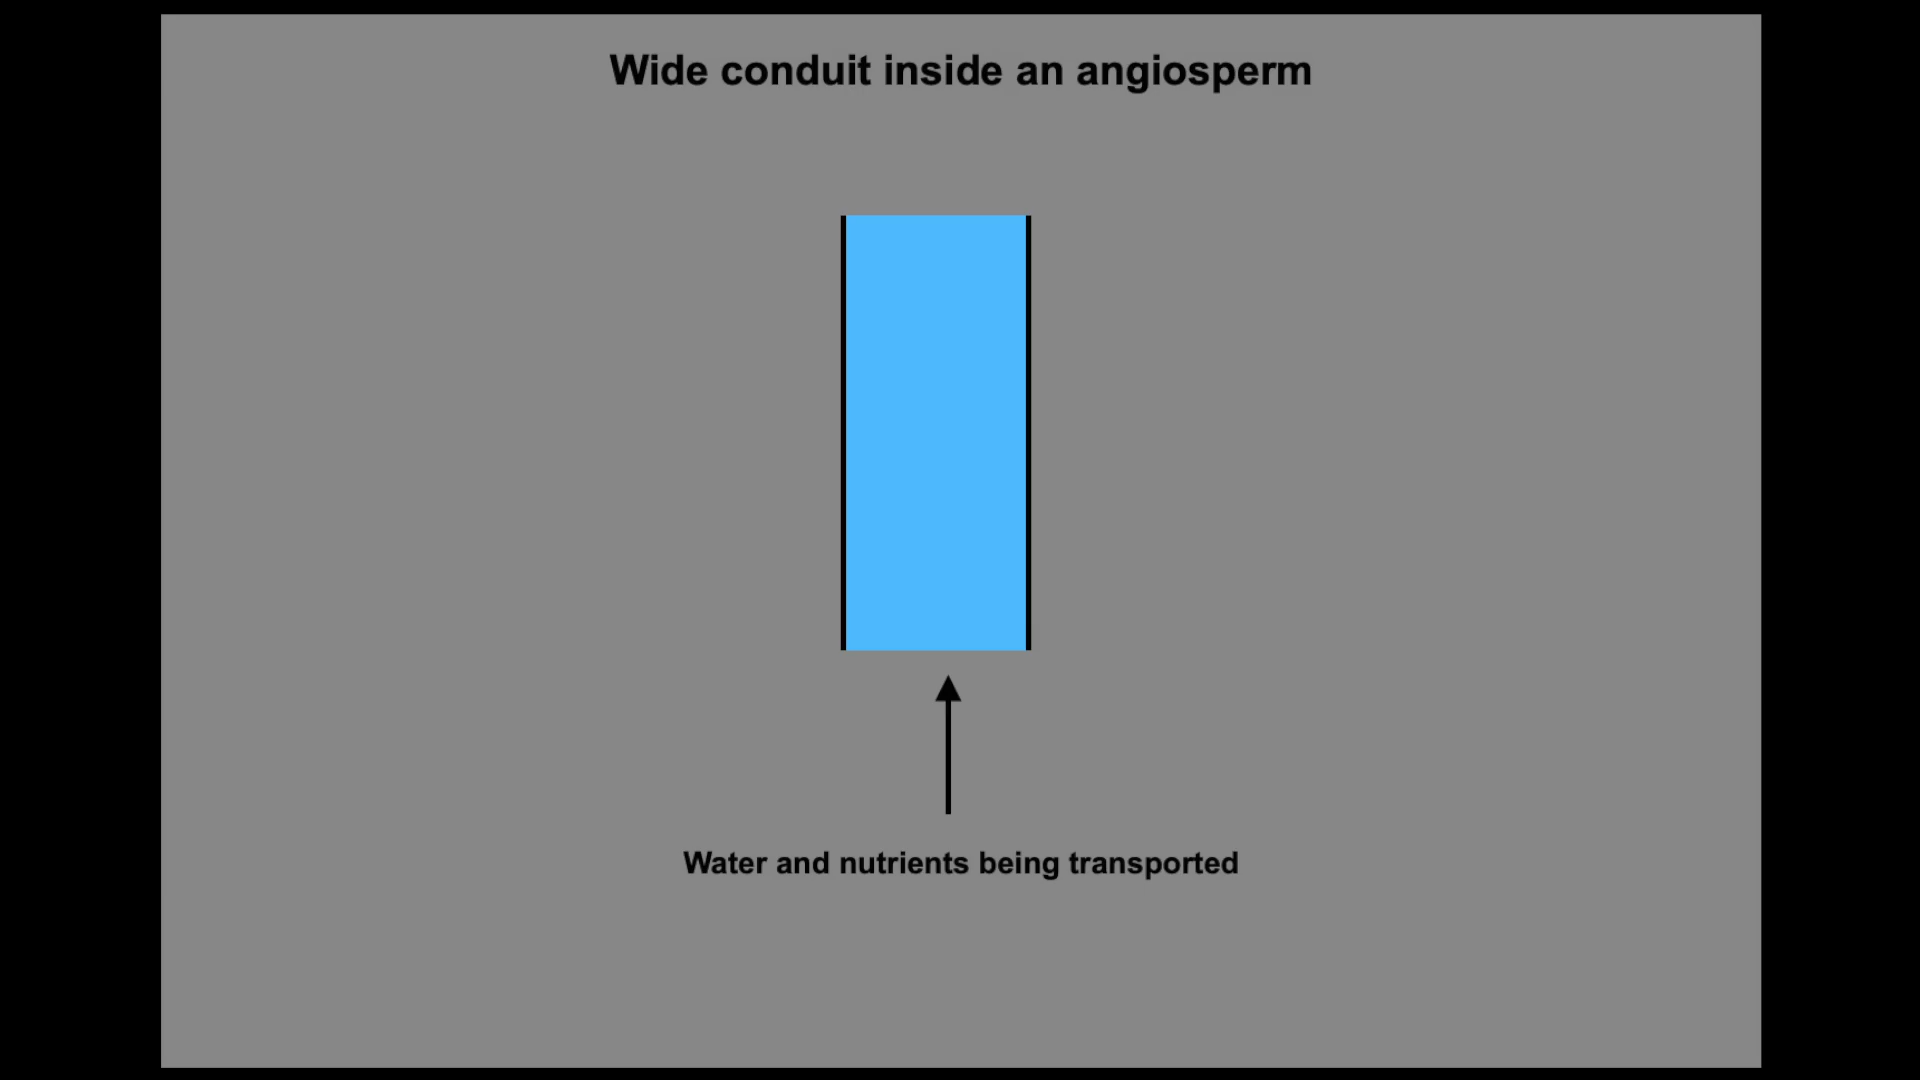 Wide conduit inside an angiosperm
Water and nutrients being transported